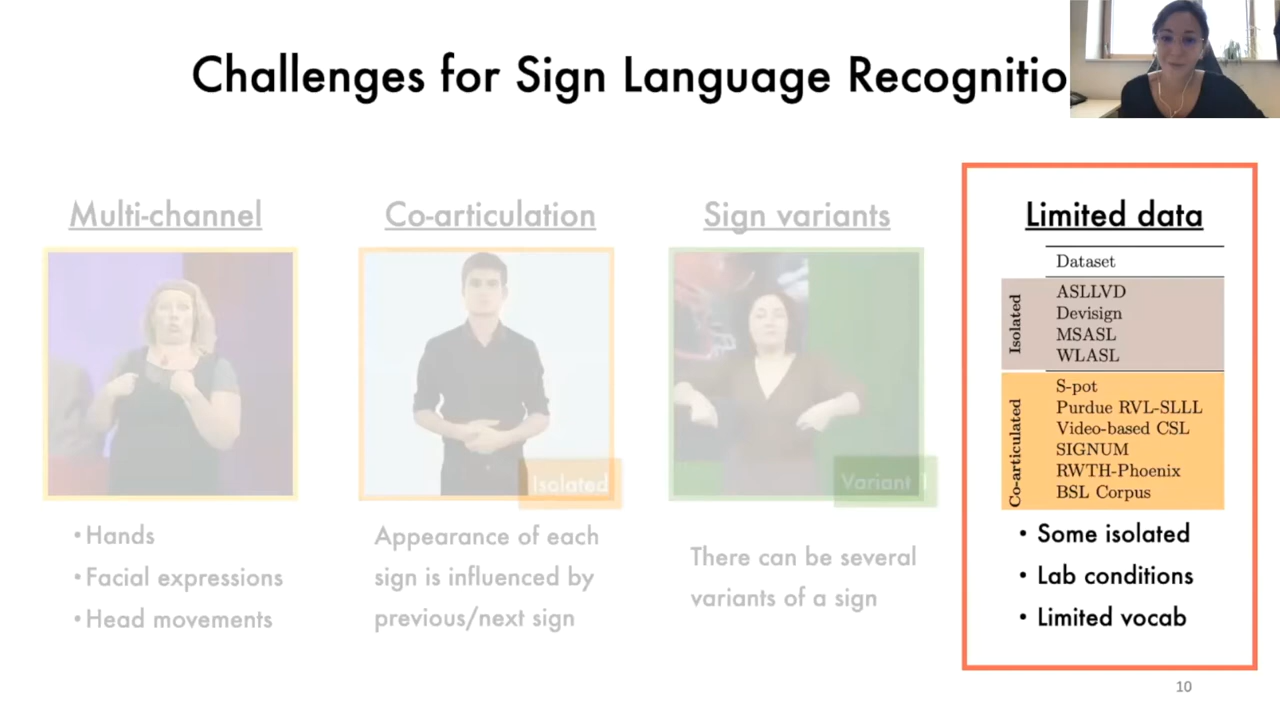 Challenges for Sign Language Recognitio
Multi-channel
Hands
Facial expressions
Head movements
Co-articulation
Isolated
Appearance of each
sign is influenced by
previous/next sign
Sign variants
Variant
There can be several
variants of a sign
Limited data
Dataset
Isolated
ASLLVD
Devisign
MSASL
WLASL
Co-articulated
S-pot
Purdue RVL-SLLL
Video-based CSL
SIGNUM
RWTH-Phoenix
BSL Corpus
• Some isolated
• Lab conditions
• Limited vocab
10